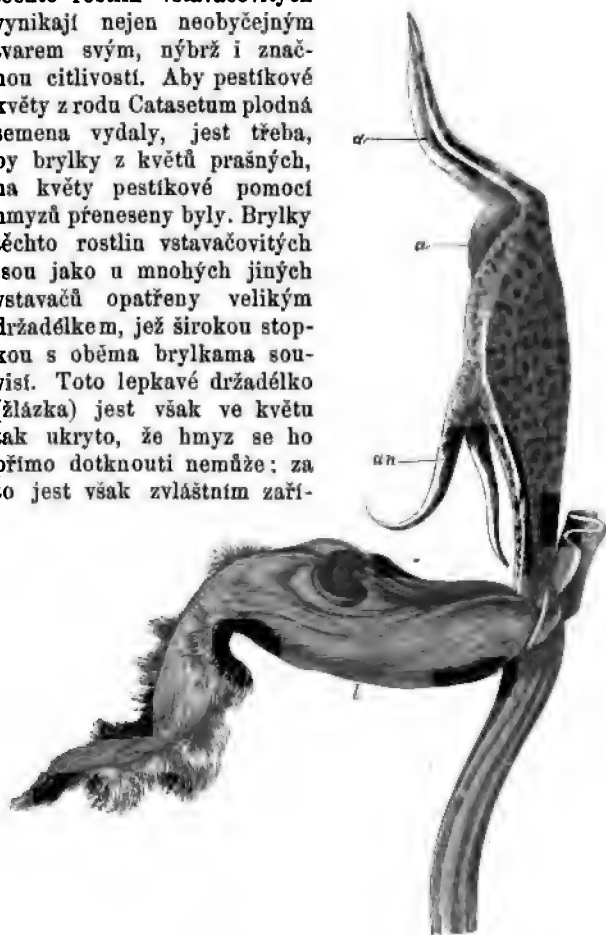 těchto rostlin vstavačovitých
vynikají nejen neobyčejným
tvarem svým, nýbrž i znač-
nou citlivostí. Aby pestíkové
květy z rodu Catasetum plodná
semena vydaly, jest třeba,
by brylky z květů prašných,
na květy pestíkové pomocí
hmyzů přeneseny byly. Brylky
těchto rostlin vstavačovitých
jsou jako u mnohých jiných
vstavačů opatřeny velikým
držadélkem, jež širokou stop-
kou s oběma brylkama sou-
visí. Toto lepkavé držadélko
(žlázka) jest však ve květu
tak ukryto, že hmyz se ho
přímo dotknouti nemůže; za
to jest však zvláštním zaří-
a
an
l